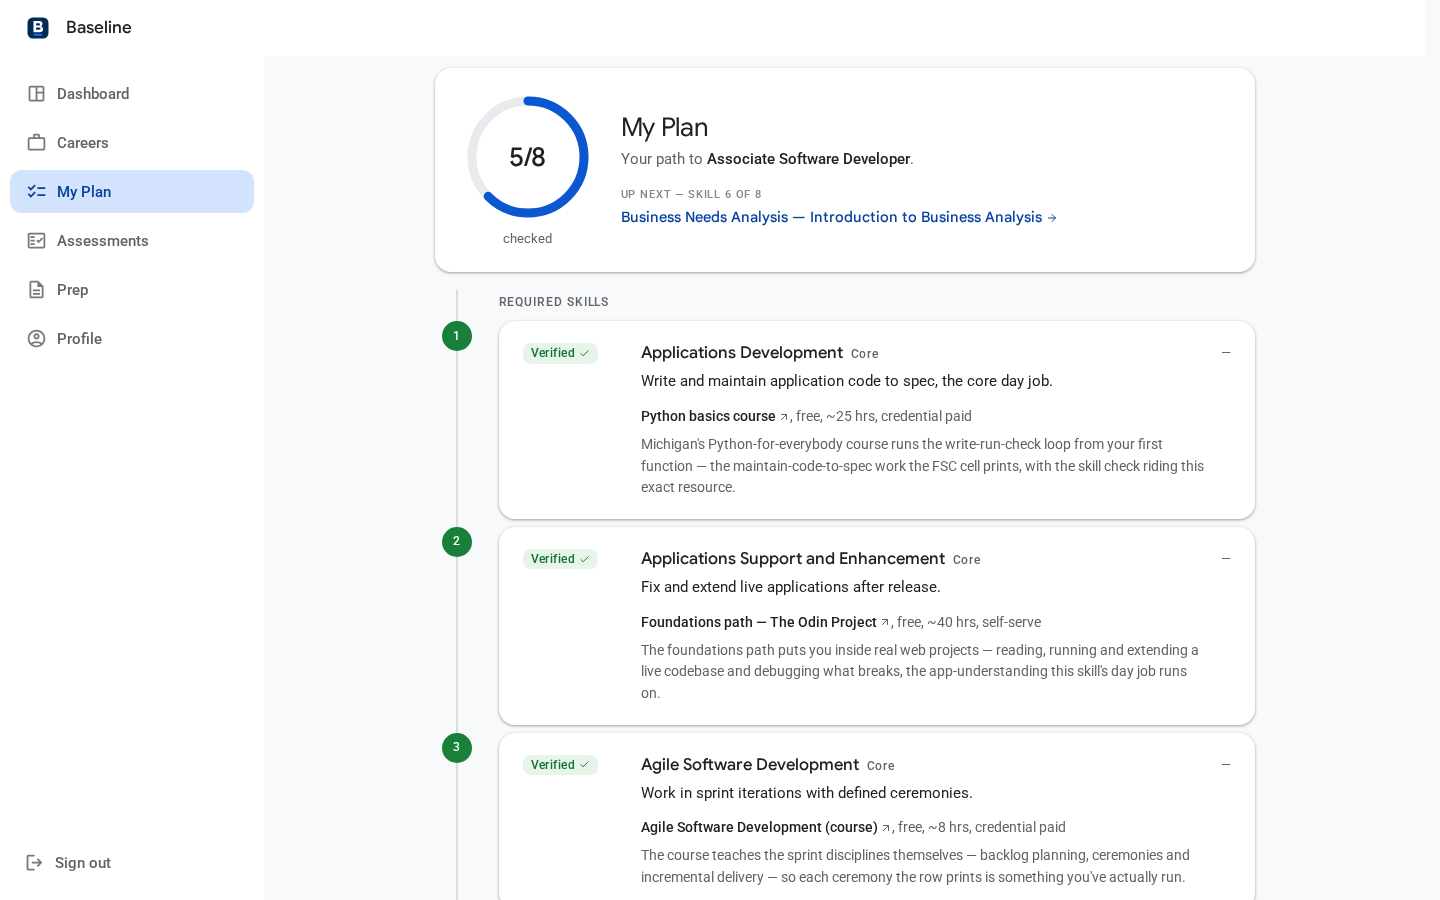 B Baseline
Dashboard
Careers
My Plan
Assessments
Prep
Profile
Sign out
5/8
checked
My Plan
Your path to Associate Software Developer.
UP NEXT — SKILL 6 OF 8
Business Needs Analysis — Introduction to Business Analysis →
REQUIRED SKILLS
1
Verified ✓
Applications Development Core
Write and maintain application code to spec, the core day job.
Python basics course ↗, free, ~25 hrs, credential paid
Michigan's Python-for-everybody course runs the write-run-check loop from your first
function — the maintain-code-to-spec work the FSC cell prints, with the skill check riding this
exact resource.
2
Verified ✓
Applications Support and Enhancement Core
Fix and extend live applications after release.
Foundations path — The Odin Project ↗, free, ~40 hrs, self-serve
The foundations path puts you inside real web projects — reading, running and extending a
live codebase and debugging what breaks, the app-understanding this skill's day job runs
on.
3
Verified ✓
Agile Software Development Core
Work in sprint iterations with defined ceremonies.
Agile Software Development (course) ↗, free, ~8 hrs, credential paid
The course teaches the sprint disciplines themselves — backlog planning, ceremonies and
incremental delivery — so each ceremony the row prints is something you've actually run.